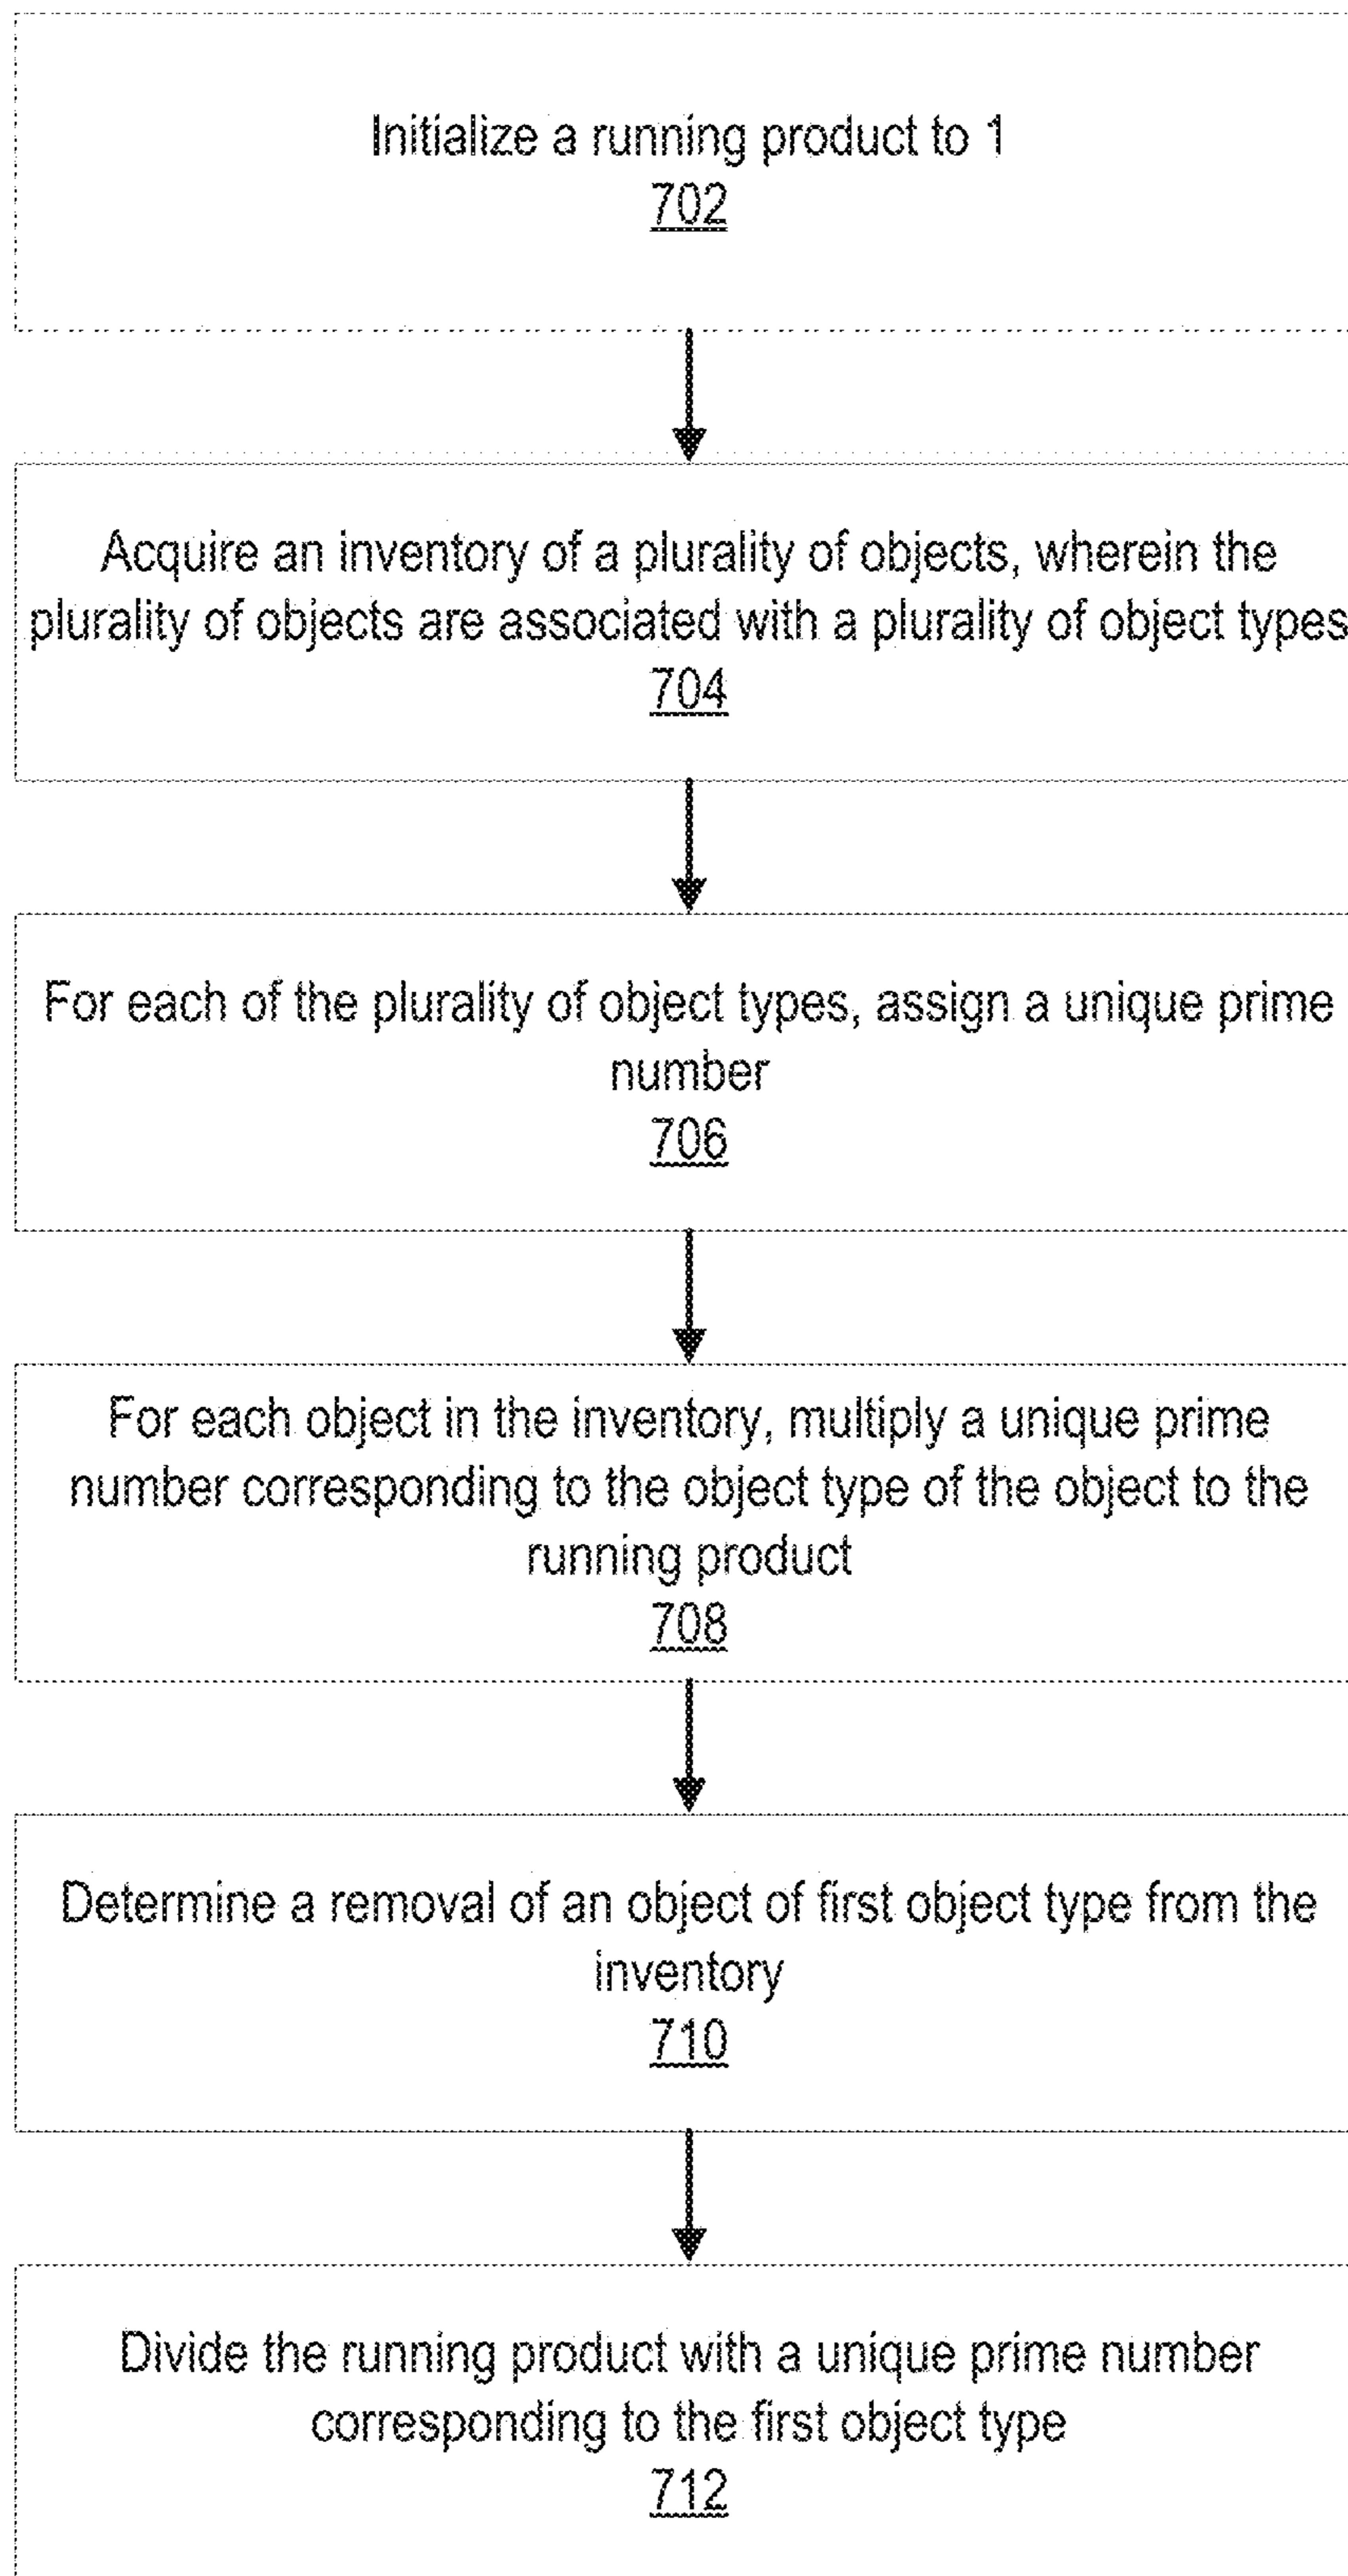 Initialize a running product to 1
702
Acquire an inventory of a plurality of objects, wherein the
plurality of objects are associated with a plurality of object types
704
For each of the plurality of object types, assign a unique prime
number
706
For each object in the inventory, multiply a unique prime
number corresponding to the object type of the object to the
running product
708
Determine a removal of an object of first object type from the
inventory
710
Divide the running product with a unique prime number
corresponding to the first object type
712